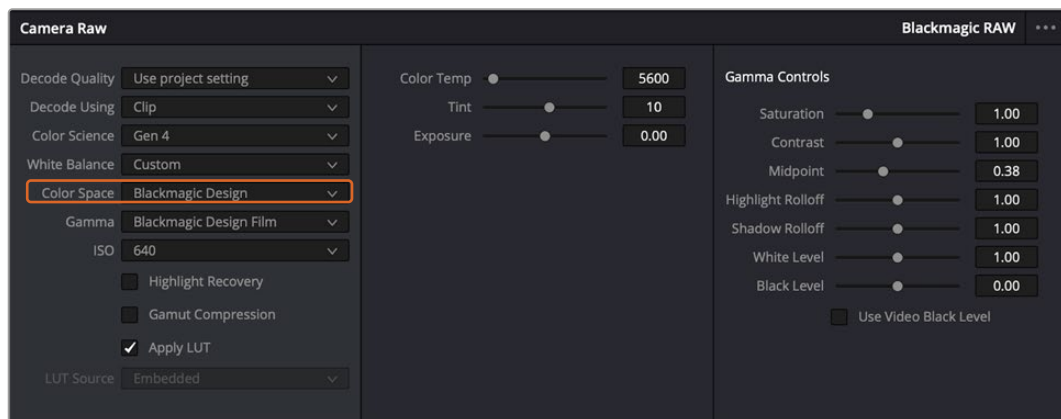 Camera Raw
Blackmagic RAW
Decode Quality Use project setting
Decode Using Clip
Color Science Gen 4
White Balance Custom
Color Space Blackmagic Design
Gamma Blackmagic Design Film
ISO 640
Highlight Recovery
Gamut Compression
Apply LUT
LUT Source Embedded
Color Temp 5600
Tint 10
Exposure 0.00
Gamma Controls
Saturation 1.00
Contrast 1.00
Midpoint 0.38
Highlight Rolloff 1.00
Shadow Rolloff 1.00
White Level 1.00
Black Level 0.00
Use Video Black Level